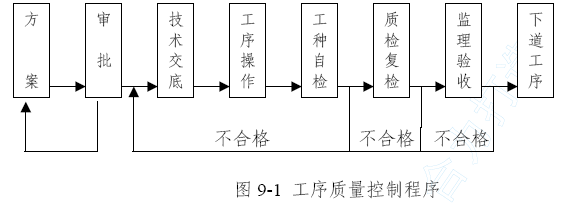 方案
审批
技术交底
工序操作
工种自检
质检复检
监理验收
下道工序
不合格
不合格
不合格
图 9-1 工序质量控制程序